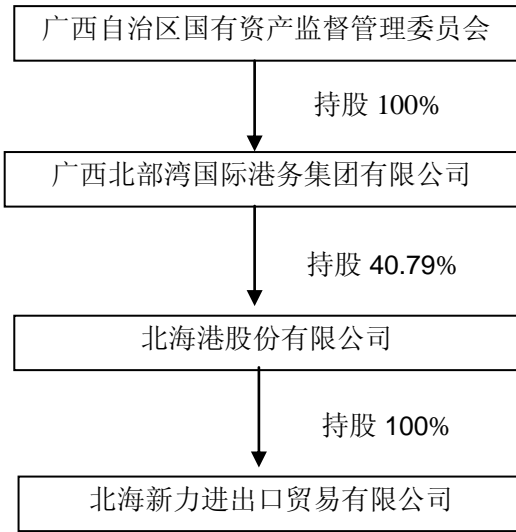 广西自治区国有资产监督管理委员会
持股 100%
广西北部湾国际港务集团有限公司
持股 40.79%
北海港股份有限公司
持股 100%
北海新力进出口贸易有限公司